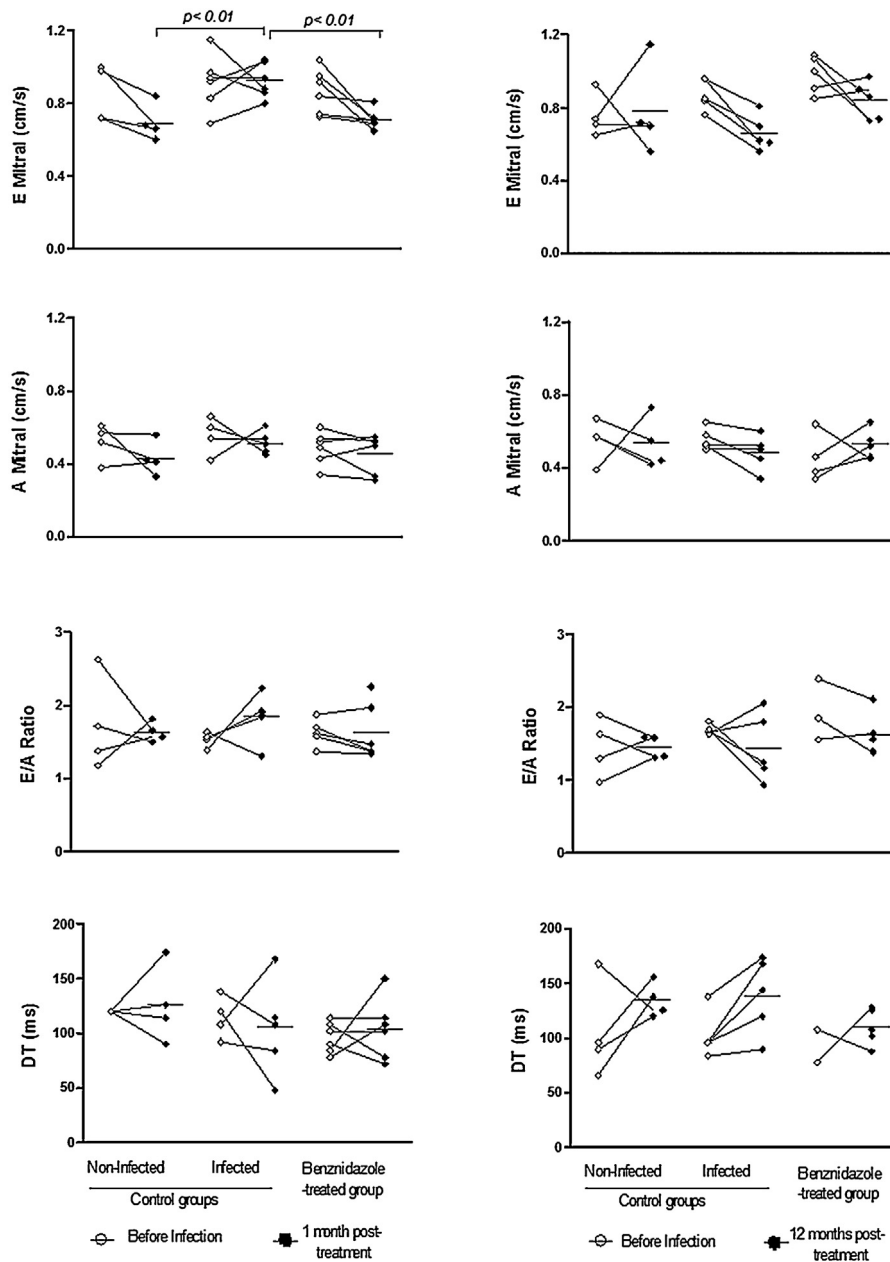 p< 0.01
p< 0.01
1.2
0.8
0.4
0.0
E Mitral (cm/s)
1.2
0.8
0.4
0.0
E Mitral (cm/s)
1.2
0.8
0.4
0.0
A Mitral (cm/s)
1.2
0.8
0.4
0.0
A Mitral (cm/s)
3
2
1
0
E/A Ratio
3
2
1
0
E/A Ratio
200
150
100
50
0
DT (ms)
200
150
100
50
0
DT (ms)
Non-Infected
Infected
Benznidazole
-treated group
Control groups
Before Infection
1 month post-
treatment
Non-Infected
Infected
Benznidazole
-treated group
Control groups
Before Infection
12 months post-
treatment